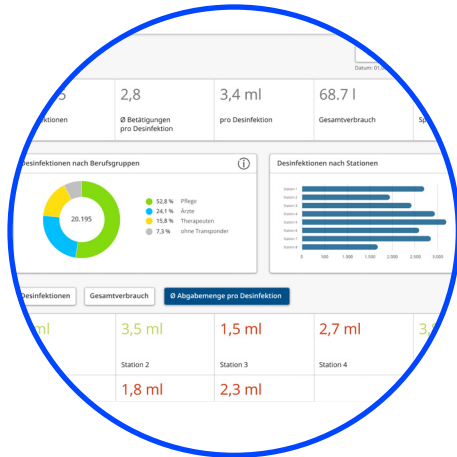 Datum: 01.
2,8
3,4 ml
68.7 l
Ø Betätigungen
pro Desinfektion
pro Desinfektion
Gesamtverbrauch
Desinfektionen nach Berufsgruppen
20.195
52,8 % Pflege
24,1 % Ärzte
15,8 % Therapeuten
7,3 % ohne Transponder
Desinfektionen nach Stationen
Station 1
Station 2
Station 3
Station 4
Station 5
Station 6
Station 7
Station 8
0 500 1.000 1.500 2.000 2.500 3.000
Desinfektionen
Gesamtverbrauch
Ø Abgabemenge pro Desinfektion
ml
3,5 ml
1,5 ml
2,7 ml
Station 2
Station 3
Station 4
1,8 ml
2,3 ml